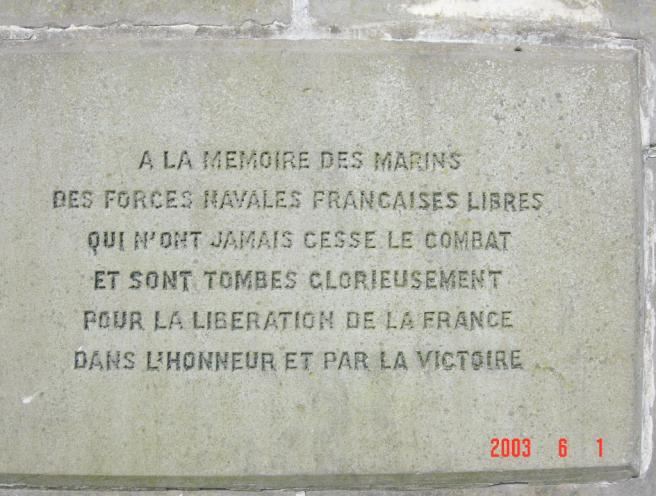 A LA MEMOIRE DES MARINS
DES FORCES NAVALES FRANCAISES LIBRES
QUI N'ONT JAMAIS CESSE LE COMBAT
ET SONT TOMBES GLORIEUSEMENT
POUR LA LIBERATION DE LA FRANCE
DANS L'HONNEUR ET PAR LA VICTOIRE
2003 6 1